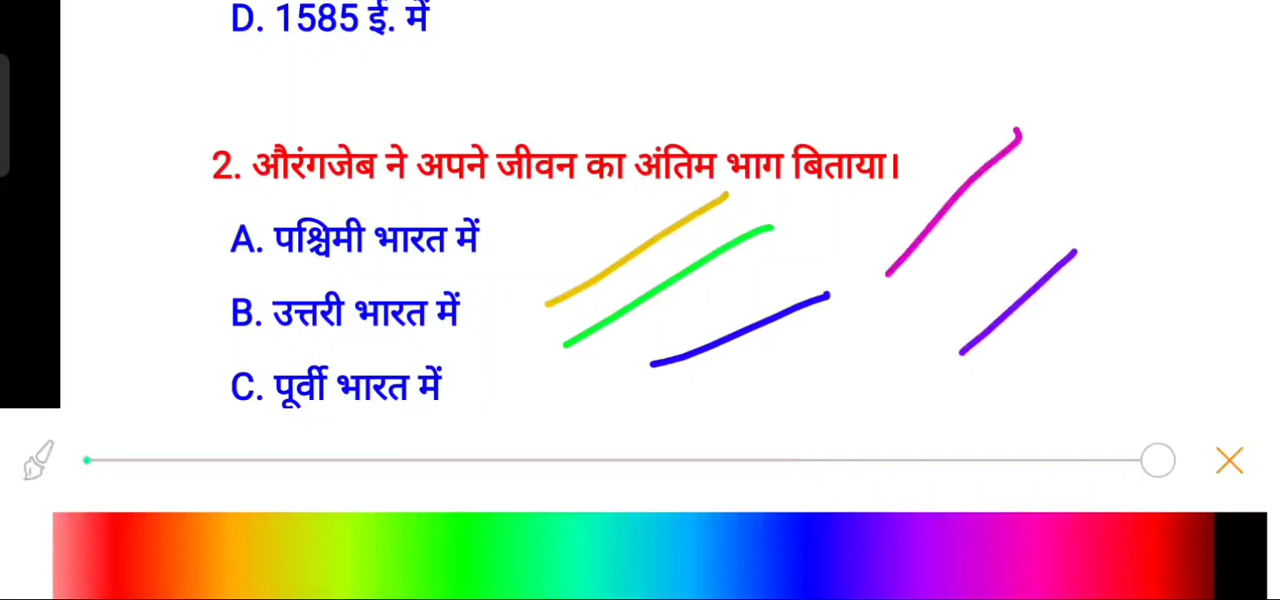 D. 1585 ई. में
2. औरंगजेब ने अपने जीवन का अंतिम भाग बिताया।
A. पश्चिमी भारत में
B. उत्तरी भारत में
C. पूर्वी भारत में